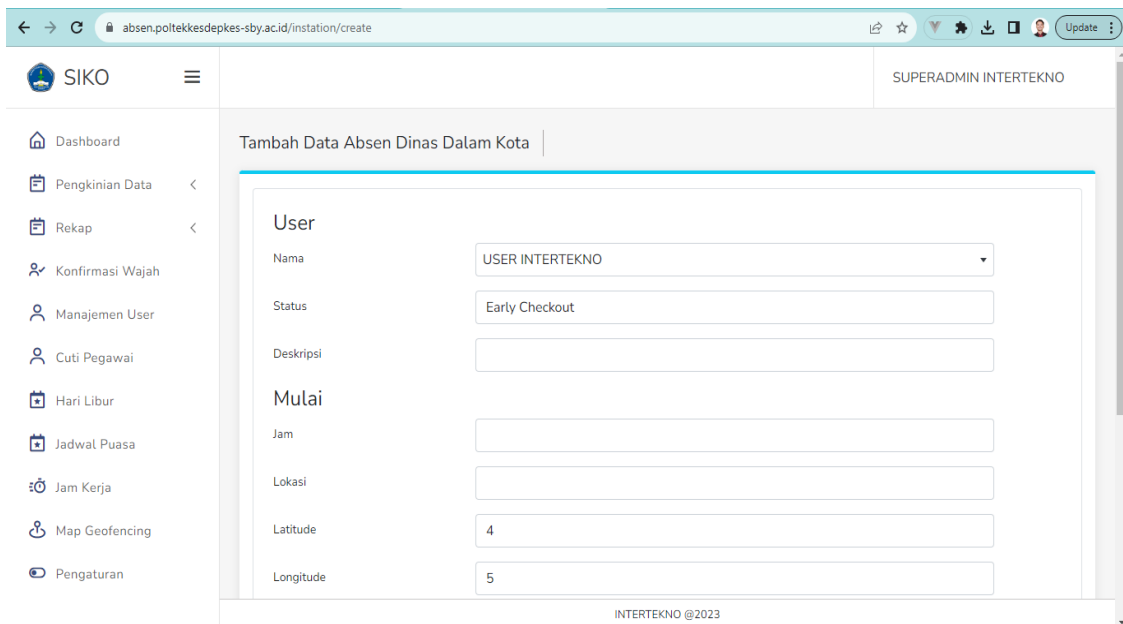 absen.poltekkesdepkes-sby.ac.id/instation/create
Update
SIKO
SUPERADMIN INTERTEKNO
Dashboard
Pengkinian Data
Rekap
Konfirmasi Wajah
Manajemen User
Cuti Pegawai
Hari Libur
Jadwal Puasa
Jam Kerja
Map Geofencing
Pengaturan
Tambah Data Absen Dinas Dalam Kota
User
Nama USER INTERTEKNO
Status Early Checkout
Deskripsi
Mulai
Jam
Lokasi
Latitude 4
Longitude 5
INTERTEKNO @2023